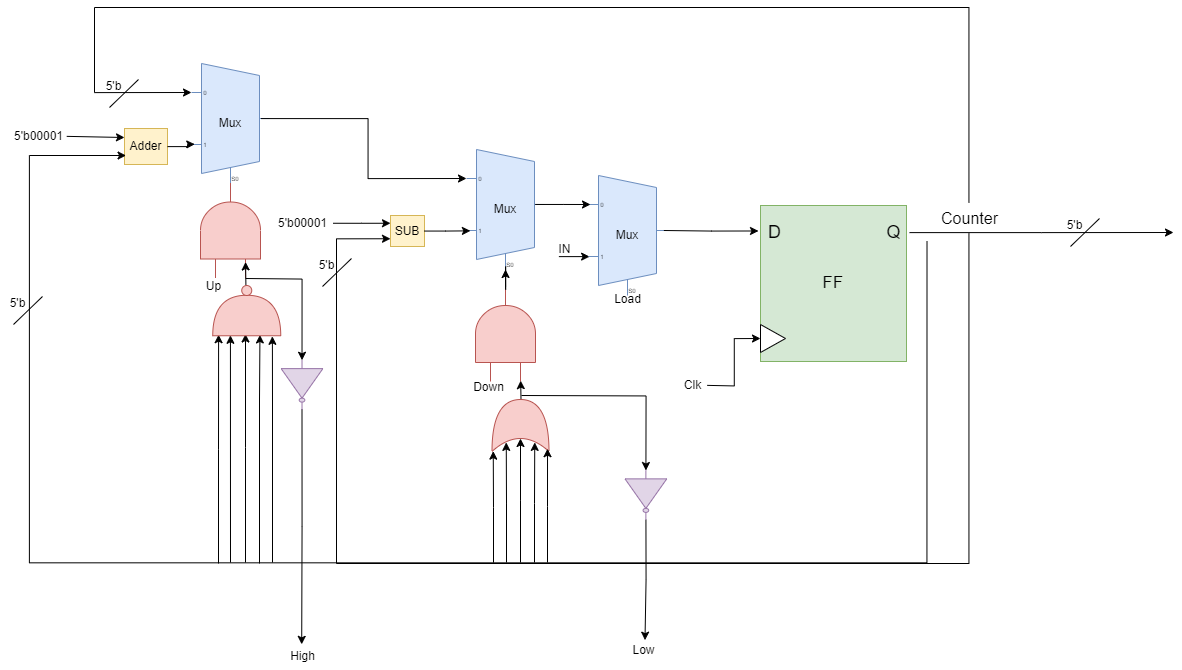 5'b
0
Mux
5'b00001
Adder
1
S0
0
Mux
5'b00001
SUB
1
S0
5'b
0
Mux
IN
1
S0
Load
D
Q
FF
Counter
5'b
Up
5'b
Down
Clk
High
Low